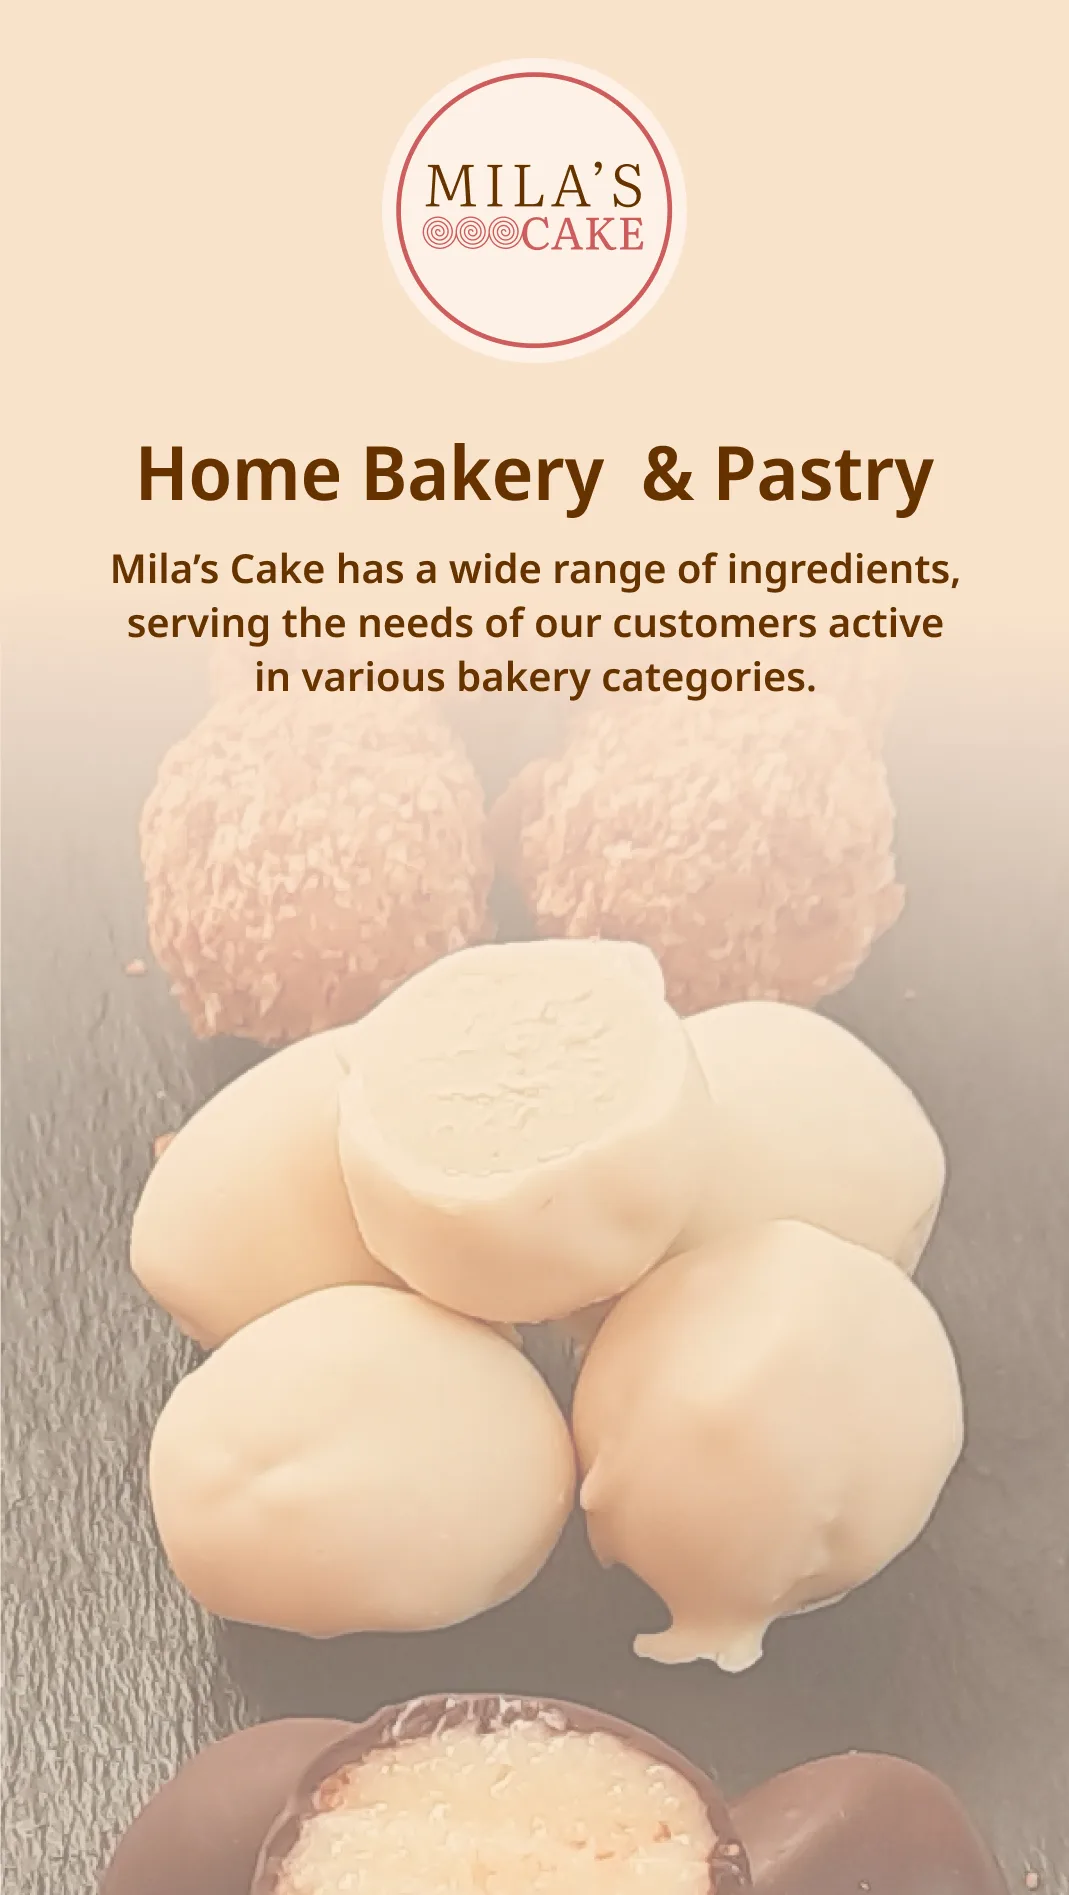 MILA’S
CAKE
Home Bakery  & Pastry
Mila’s Cake has a wide range of ingredients,
serving the needs of our customers active
in various bakery categories.